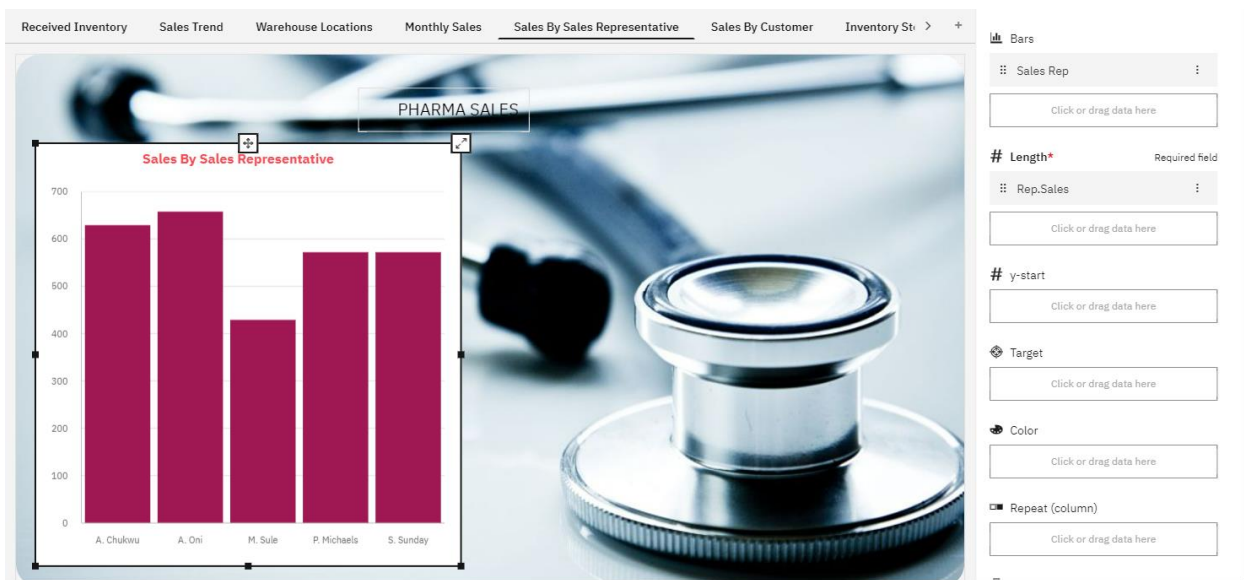 Received Inventory
Sales Trend
Warehouse Locations
Monthly Sales
Sales By Sales Representative
Sales By Customer
Inventory
PHARMA SALES
Sales By Sales Representative
700
600
500
400
300
200
100
0
A. Chukwu
A. Oni
M. Sule
P. Michaels
S. Sunday
Bars
Sales Rep
Click or drag data here
# Length* Required field
Rep.Sales
Click or drag data here
# y-start
Click or drag data here
Target
Click or drag data here
Color
Click or drag data here
Repeat (column)
Click or drag data here